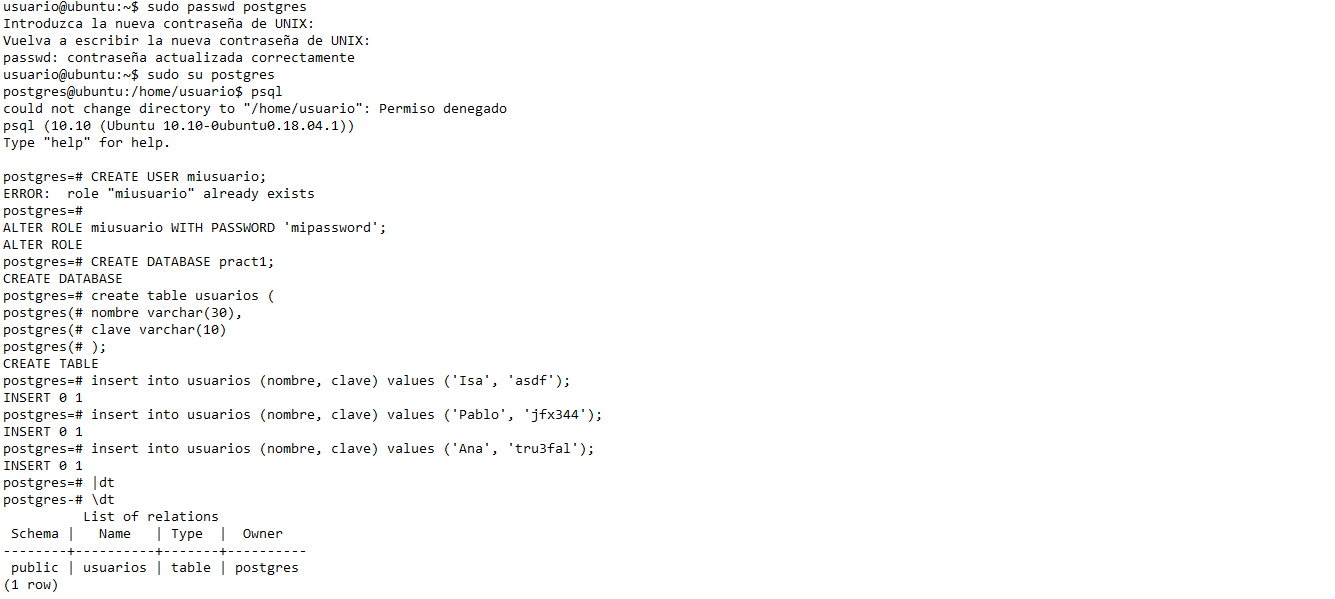 usuario@ubuntu:~$ sudo passwd postgres
Introduzca la nueva contraseña de UNIX:
Vuelva a escribir la nueva contraseña de UNIX:
passwd: contraseña actualizada correctamente
usuario@ubuntu:~$ sudo su postgres
postgres@ubuntu:/home/usuario$ psql
could not change directory to "/home/usuario": Permiso denegado
psql (10.10 (Ubuntu 10.10-0ubuntu0.18.04.1))
Type "help" for help.

postgres=# CREATE USER miusuario;
ERROR:  role "miusuario" already exists
postgres=#
ALTER ROLE miusuario WITH PASSWORD 'mipassword';
ALTER ROLE
postgres=# CREATE DATABASE pract1;
CREATE DATABASE
postgres=# create table usuarios (
postgres(# nombre varchar(30),
postgres(# clave varchar(10)
postgres(# );
CREATE TABLE
postgres=# insert into usuarios (nombre, clave) values ('Isa', 'asdf');
INSERT 0 1
postgres=# insert into usuarios (nombre, clave) values ('Pablo', 'jfx344');
INSERT 0 1
postgres=# insert into usuarios (nombre, clave) values ('Ana', 'tru3fal');
INSERT 0 1
postgres=# |dt
postgres-# \dt
          List of relations
 Schema |   Name   | Type  |  Owner
--------+----------+-------+----------
 public | usuarios | table | postgres
(1 row)